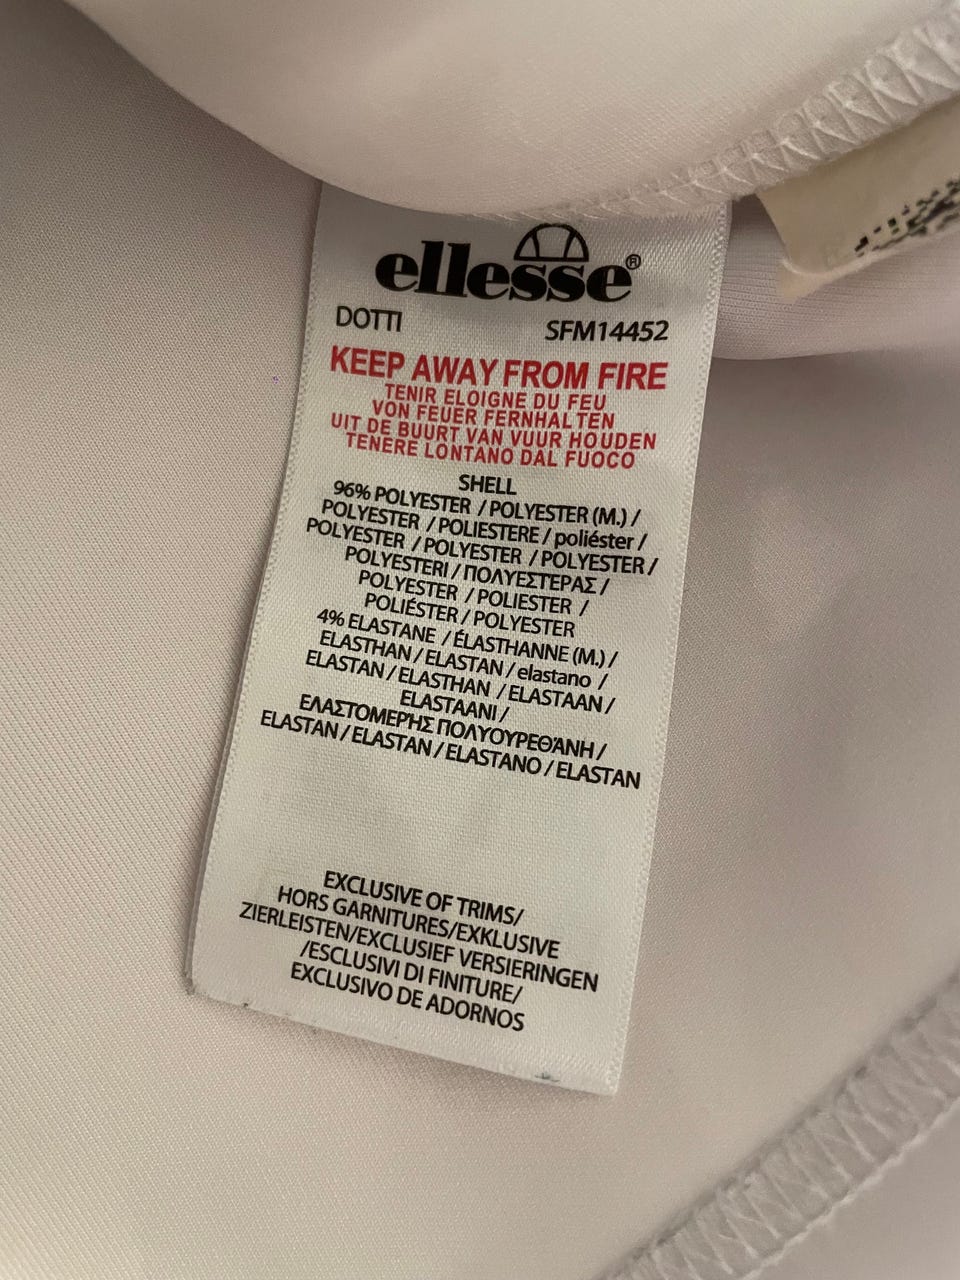 ellesse®
DOTTI SFM14452
KEEP AWAY FROM FIRE
TENIR ELOIGNE DU FEU
VON FEUER FERNHALTEN
UIT DE BUURT VAN VUUR HOUDEN
TENERE LONTANO DAL FUOCO
SHELL
96% POLYESTER / POLYESTER (M.) /
POLYESTER / POLIESTERE / poliéster /
POLYESTER / POLYESTER / POLYESTER /
POLYESTERI / ΠΟΛΥΕΣΤΕΡΑΣ /
POLYESTER / POLIESTER /
POLIÉSTER / POLYESTER
4% ELASTANE / ÉLASTHANNE (M.) /
ELASTHAN / ELASTAN / elastano /
ELASTAN / ELASTHAN / ELASTAAN /
ELASTAANI /
ΕΛΑΣΤΟΜΕΡΉΣ ΠΟΛΥΟΥΡΕΘΆΝΗ /
ELASTAN / ELASTAN / ELASTANO / ELASTAN
EXCLUSIVE OF TRIMS/
HORS GARNITURES/EXKLUSIVE
ZIERLEISTEN/EXCLUSIEF VERSIERINGEN
/ESCLUSIVI DI FINITURE/
EXCLUSIVO DE ADORNOS